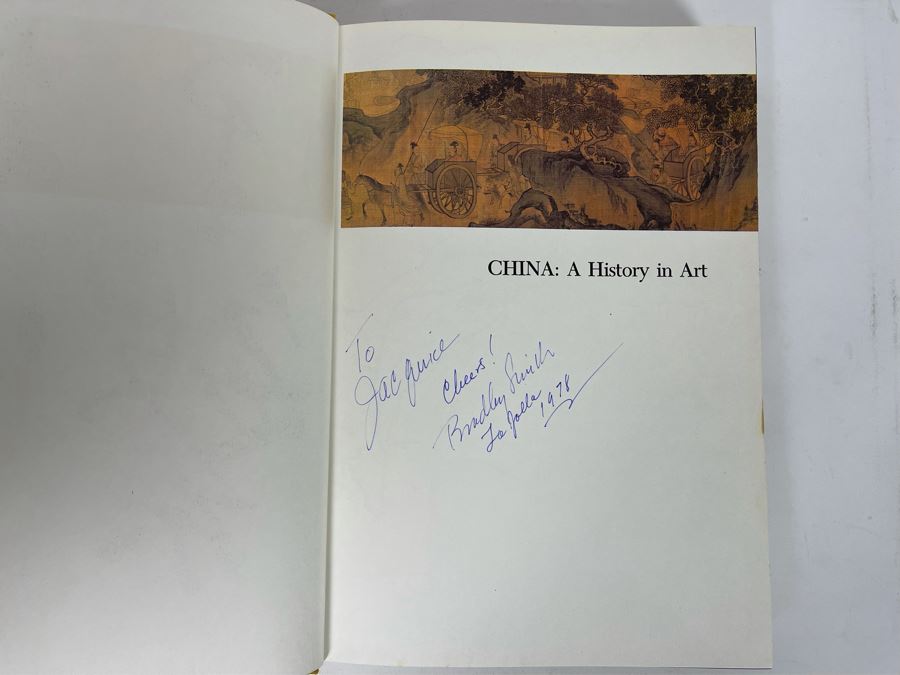 CHINA: A History in Art
To
Jacquie
Cheers!
Bradley Smith
La Jolla
1978